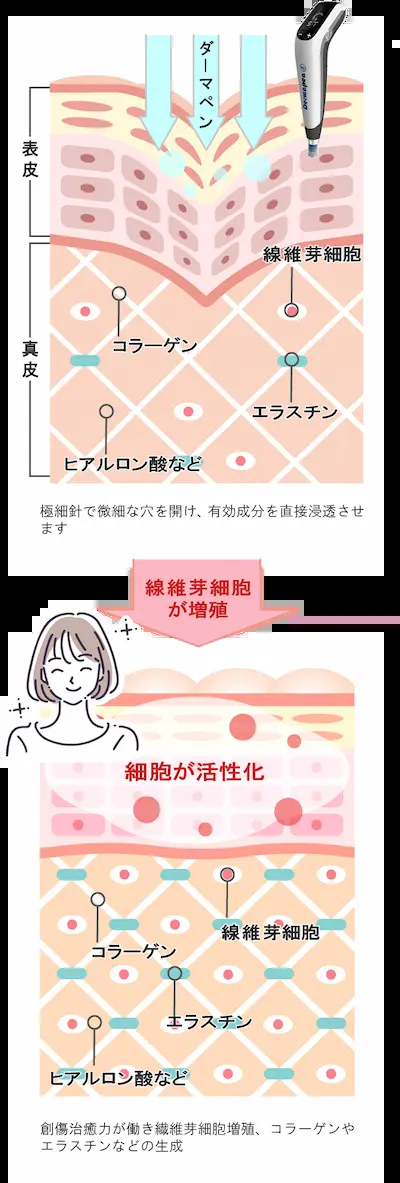 ダーマペン
Dermapen
表皮
線維芽細胞
コラーゲン
真皮
エラスチン
ヒアルロン酸など
極細針で微細な穴を開け、有効成分を直接浸透させ
ます
線維芽細胞
が増殖
細胞が活性化
線維芽細胞
コラーゲン
エラスチン
ヒアルロン酸など
創傷治癒力が働き繊維芽細胞増殖、コラーゲンや
エラスチンなどの生成